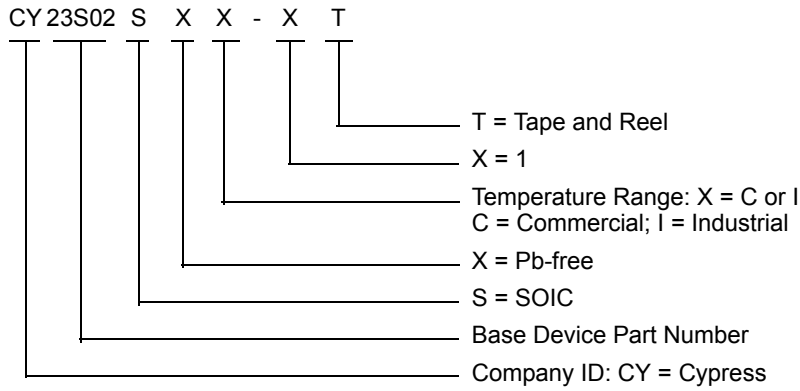 CY 23S02 S X X - X T
T = Tape and Reel
X = 1
Temperature Range: X = C or I
C = Commercial; I = Industrial
X = Pb-free
S = SOIC
Base Device Part Number
Company ID: CY = Cypress